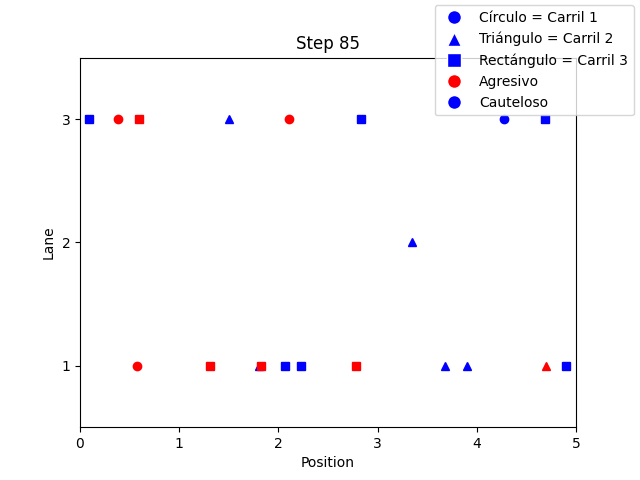 Step 85
Círculo = Carril 1
Triángulo = Carril 2
Rectángulo = Carril 3
Agresivo
Cauteloso
Lane
3
2
1
0 1 2 3 4 5
Position